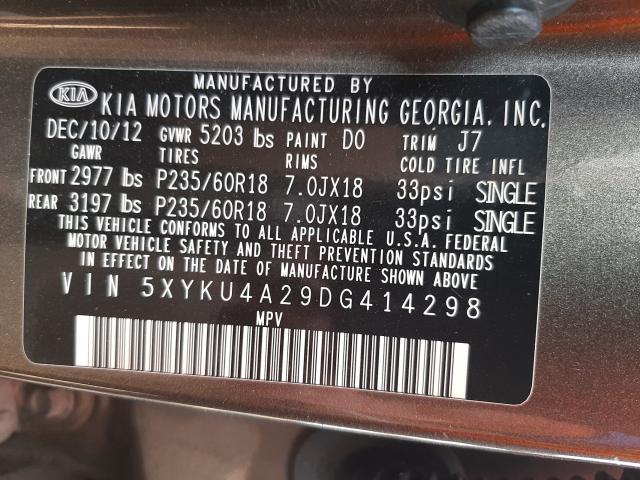 MANUFACTURED BY
KIA KIA MOTORS MANUFACTURING GEORGIA, INC.
DEC/10/12 GVWR 5203 lbs PAINT D0 TRIM J7
GAWR TIRES RIMS COLD TIRE INFL
FRONT 2977 lbs P235/60R18 7.0JX18 33psi SINGLE
REAR 3197 lbs P235/60R18 7.0JX18 33psi SINGLE
THIS VEHICLE CONFORMS TO ALL APPLICABLE U.S.A. FEDERAL
MOTOR VEHICLE SAFETY AND THEFT PREVENTION STANDARDS
IN EFFECT ON THE DATE OF MANUFACTURE SHOWN ABOVE.
VIN 5XYKU4A29DG414298
MPV